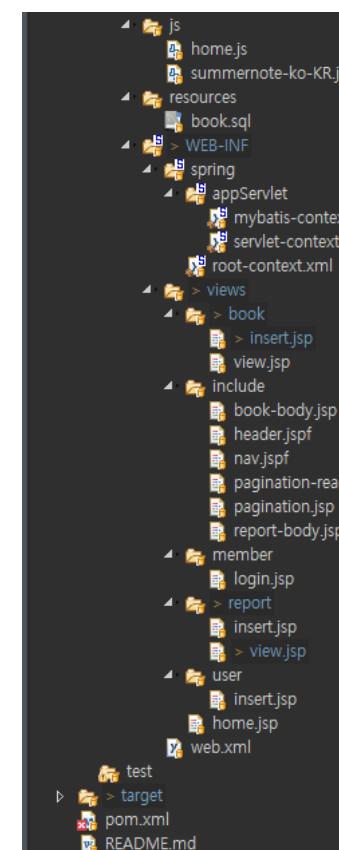 js
home.js
summernote-ko-KR.j
resources
book.sql
> WEB-INF
spring
appServlet
mybatis-contex
servlet-context
root-context.xml
> views
> book
> insert.jsp
view.jsp
include
book-body.jsp
header.jspf
nav.jspf
pagination-rea
pagination.jsp
report-body.jsp
member
login.jsp
> report
insert.jsp
> view.jsp
user
insert.jsp
home.jsp
web.xml
test
> target
pom.xml
README.md